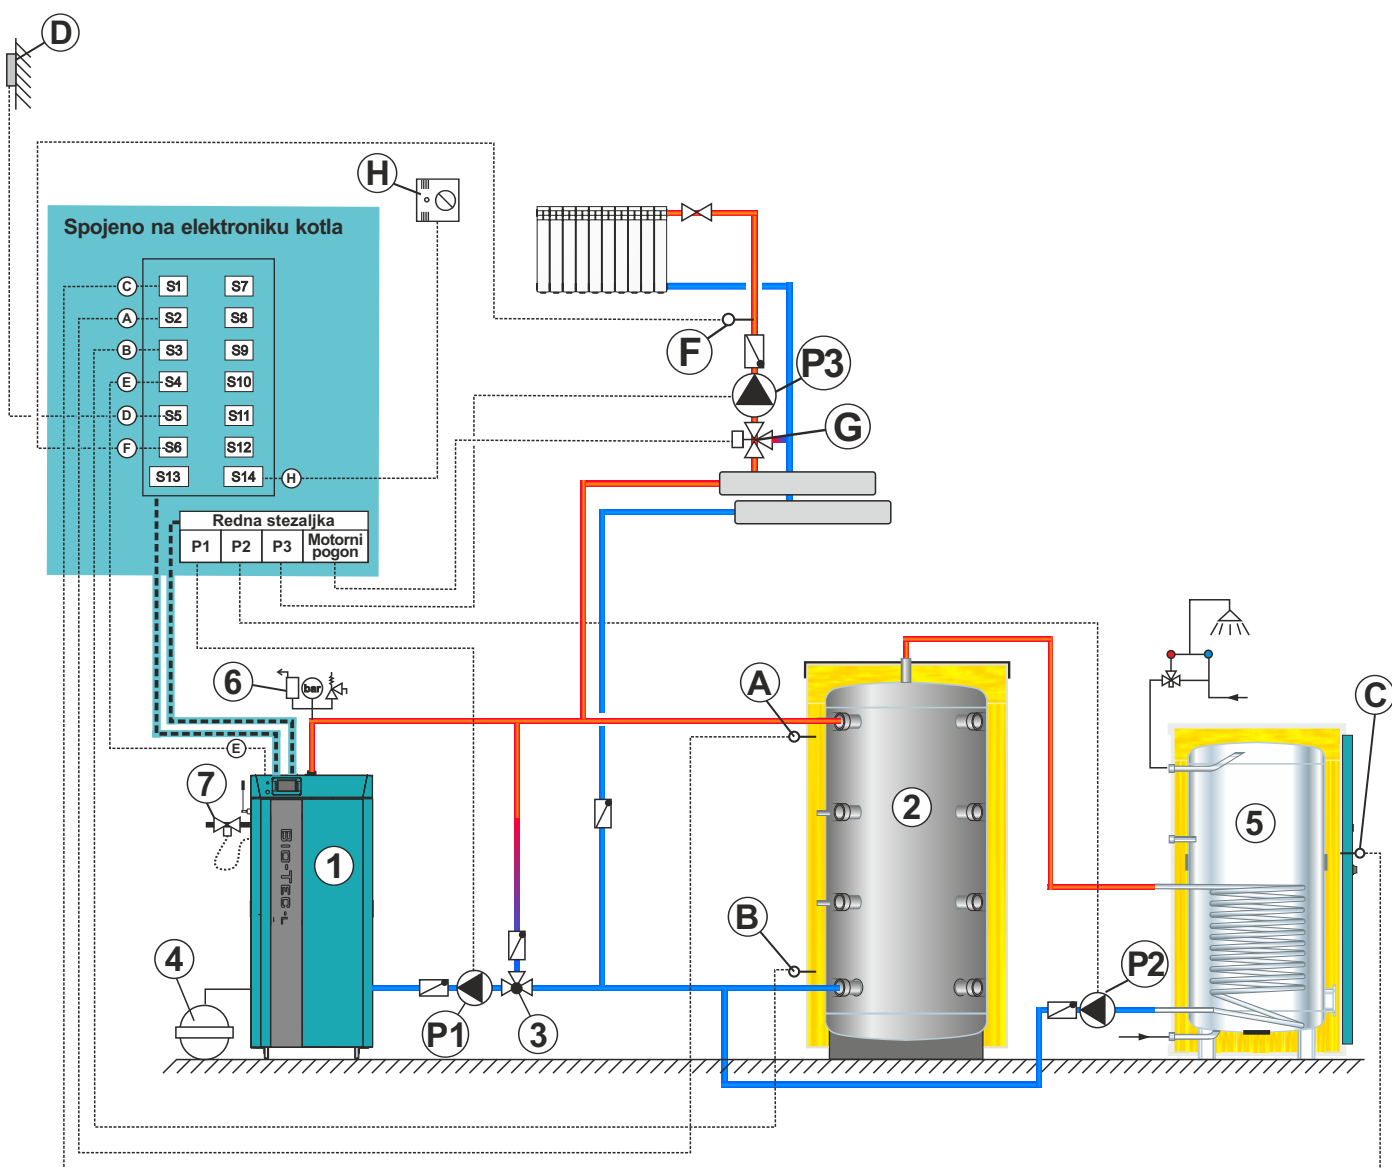 D
H
Spojeno na elektroniku kotla
C S1 S7
A S2 S8
B S3 S9
E S4 S10
D S5 S11
F S6 S12
S13 S14 H
Redna stezaljka
P1 P2 P3 Motorni pogon
F
P3
G
6
bar
A
C
E
7
2
5
1
BIO-TEC-L
B
4
P2
P1
3